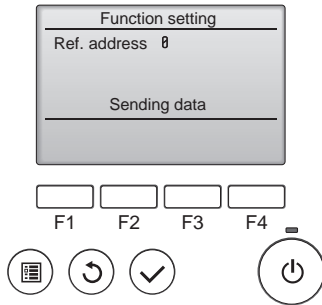 Function setting
Ref. address 0
Sending data
F1 F2 F3 F4